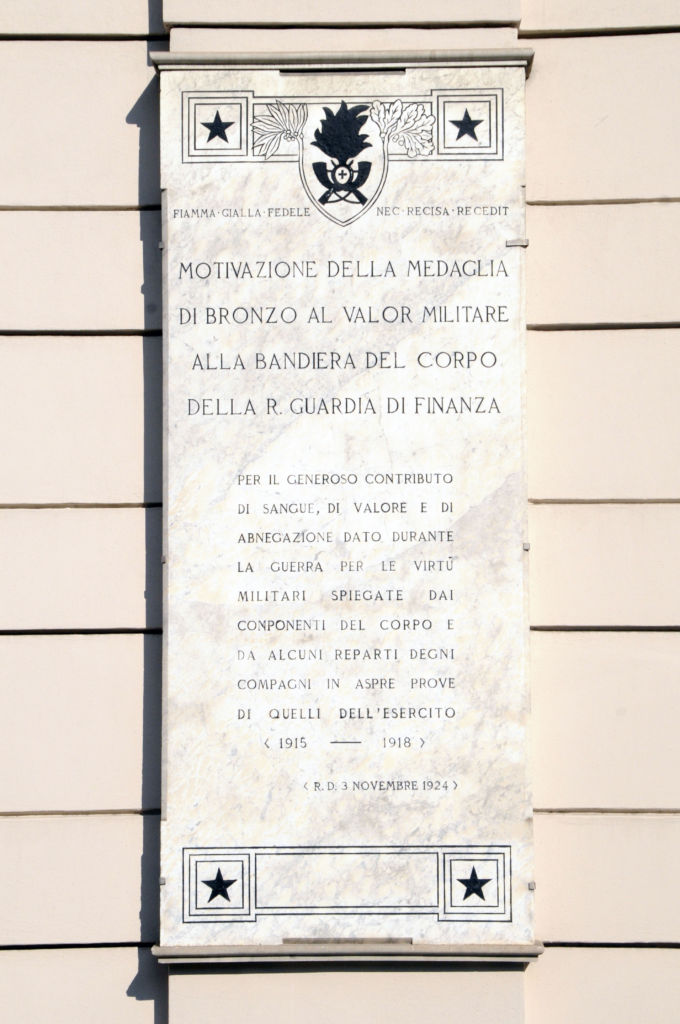 FIAMMA·GIALLA·FEDELE NEC·RECISA·RECEDIT
MOTIVAZIONE DELLA MEDAGLIA
DI BRONZO AL VALOR MILITARE
ALLA BANDIERA DEL CORPO
DELLA R. GUARDIA DI FINANZA
PER IL GENEROSO CONTRIBUTO
DI SANGUE, DI VALORE E DI
ABNEGAZIONE DATO DURANTE
LA GUERRA PER LE VIRTÙ
MILITARI SPIEGATE DAI
CONPONENTI DEL CORPO E
DA ALCUNI REPARTI DEGNI
COMPAGNI IN ASPRE PROVE
DI QUELLI DELL'ESERCITO
‹ 1915 — 1918 ›
‹ R. D. 3 NOVEMBRE 1924 ›